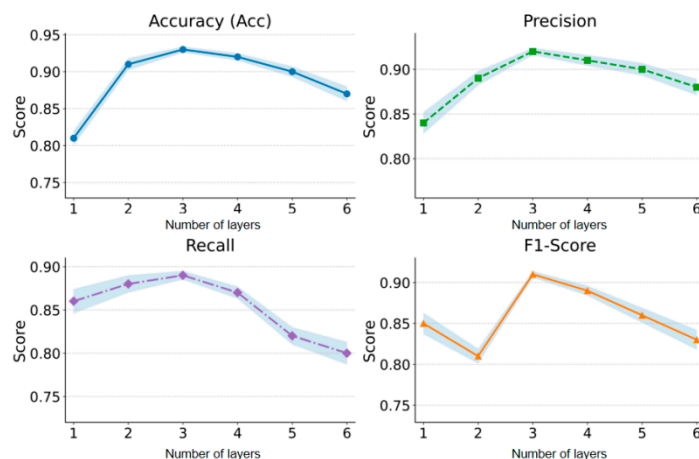 Accuracy (Acc)
Score
0.95
0.90
0.85
0.80
0.75
1 2 3 4 5 6
Number of layers
Precision
Score
0.90
0.85
0.80
1 2 3 4 5 6
Number of layers
Recall
Score
0.90
0.85
0.80
0.75
1 2 3 4 5 6
Number of layers
F1-Score
Score
0.90
0.85
0.80
0.75
1 2 3 4 5 6
Number of layers